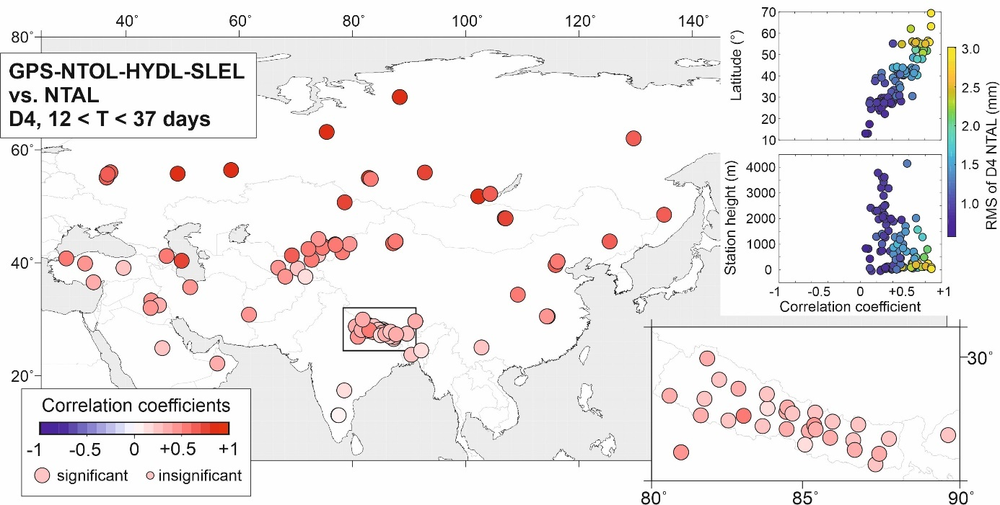 40° 60° 80° 100° 120° 140°
80°
60°
40°
20°
GPS-NTOL-HYDL-SLEL
vs. NTAL
D4, 12 < T < 37 days
Correlation coefficients
-1 -0.5 0 +0.5 +1
significant insignificant
Latitude (°)
70
60
50
40
30
20
10
Station height (m)
4000
3000
2000
1000
0
-1 -0.5 0 +0.5 +1
Correlation coefficient
3.0
2.5
2.0
1.5
1.0
RMS of D4 NTAL (mm)
30°
80° 85° 90°